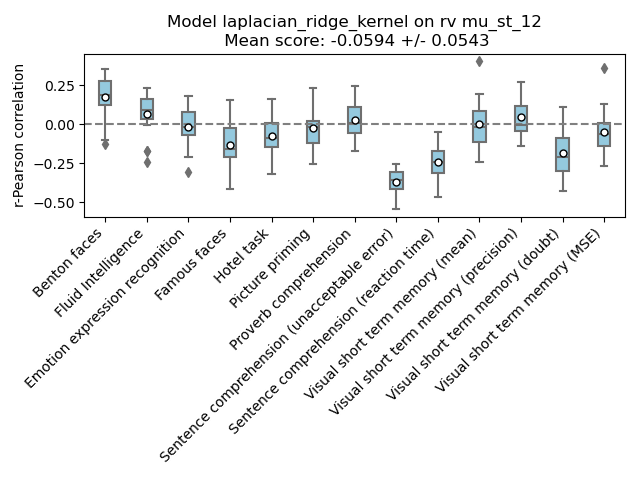 Model laplacian_ridge_kernel on rv mu_st_12
Mean score: -0.0594 +/- 0.0543
r-Pearson correlation
0.25
0.00
−0.25
−0.50
Benton faces
Fluid Intelligence
Emotion expression recognition
Famous faces
Hotel task
Picture priming
Proverb comprehension
Sentence comprehension (unacceptable error)
Sentence comprehension (reaction time)
Visual short term memory (mean)
Visual short term memory (precision)
Visual short term memory (doubt)
Visual short term memory (MSE)